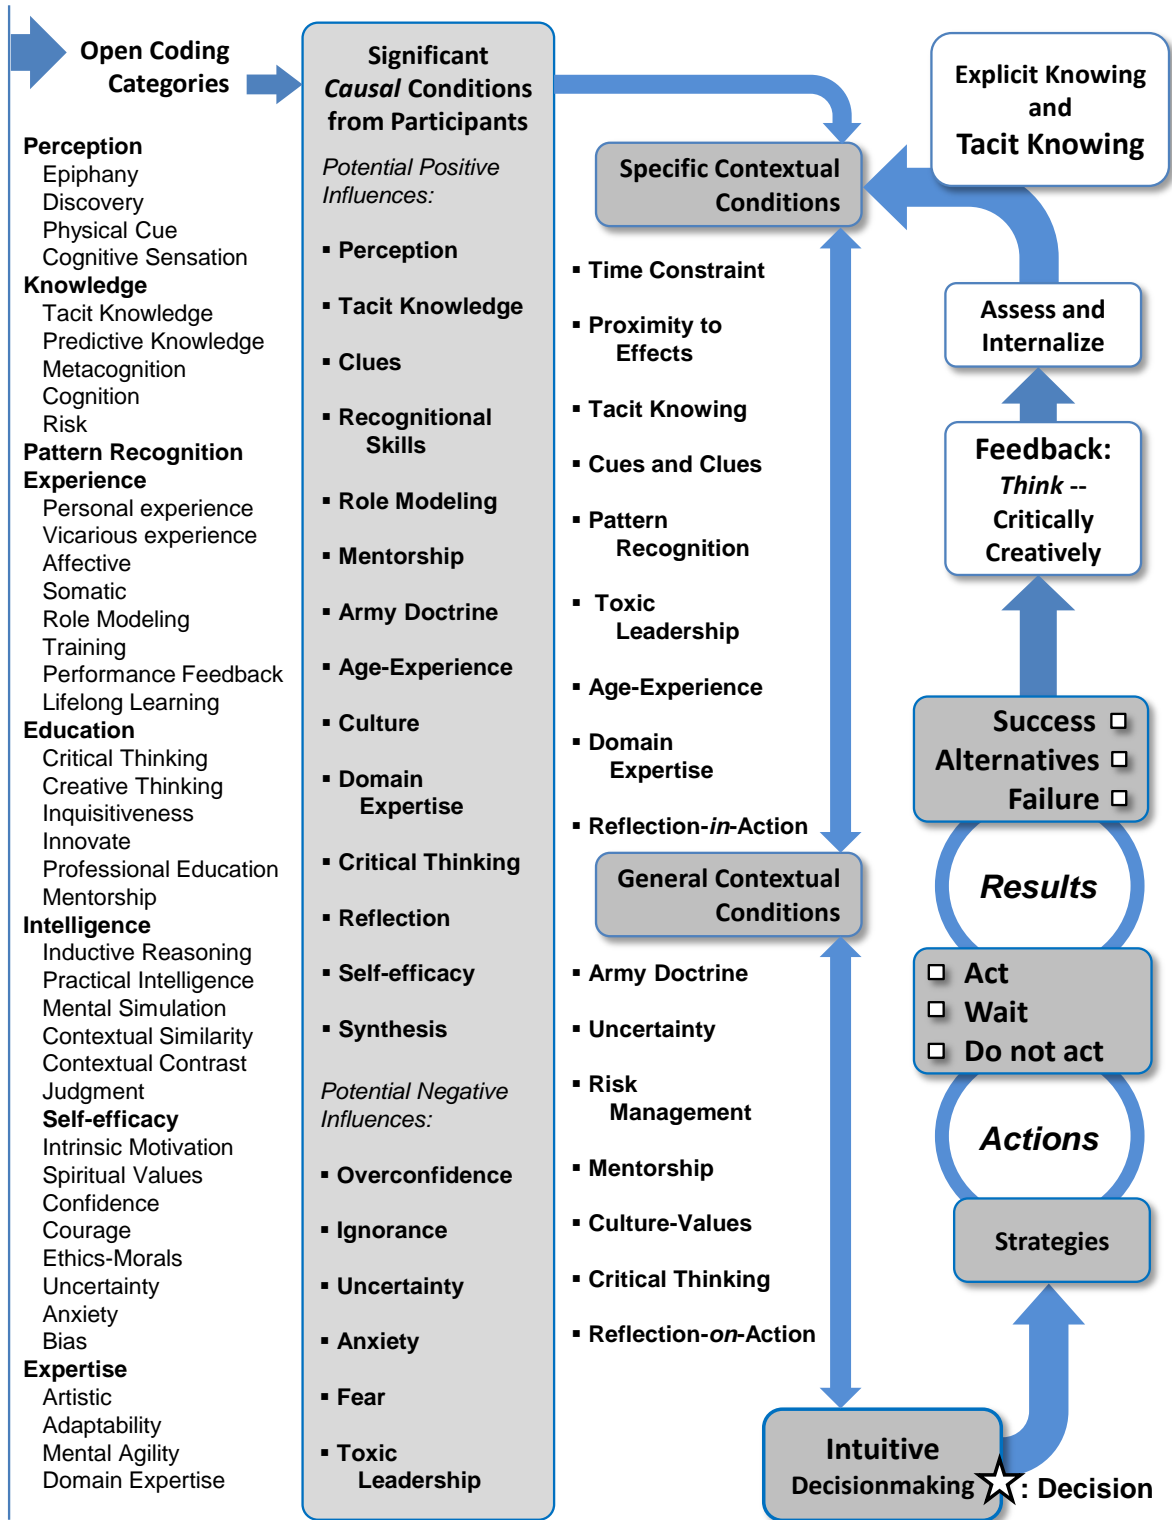 Open Coding
Categories
Perception
Epiphany
Discovery
Physical Cue
Cognitive Sensation
Knowledge
Tacit Knowledge
Predictive Knowledge
Metacognition
Cognition
Risk
Pattern Recognition
Experience
Personal experience
Vicarious experience
Affective
Somatic
Role Modeling
Training
Performance Feedback
Lifelong Learning
Education
Critical Thinking
Creative Thinking
Inquisitiveness
Innovate
Professional Education
Mentorship
Intelligence
Inductive Reasoning
Practical Intelligence
Mental Simulation
Contextual Similarity
Contextual Contrast
Judgment
Self-efficacy
Intrinsic Motivation
Spiritual Values
Confidence
Courage
Ethics-Morals
Uncertainty
Anxiety
Bias
Expertise
Artistic
Adaptability
Mental Agility
Domain Expertise
Significant
Causal Conditions
from Participants
Potential Positive
Influences:
▪ Perception
▪ Tacit Knowledge
▪ Clues
▪ Recognitional
Skills
▪ Role Modeling
▪ Mentorship
▪ Army Doctrine
▪ Age-Experience
▪ Culture
▪ Domain
Expertise
▪ Critical Thinking
▪ Reflection
▪ Self-efficacy
▪ Synthesis
Potential Negative
Influences:
▪ Overconfidence
▪ Ignorance
▪ Uncertainty
▪ Anxiety
▪ Fear
▪ Toxic
Leadership
Specific Contextual
Conditions
▪ Time Constraint
▪ Proximity to
Effects
▪ Tacit Knowing
▪ Cues and Clues
▪ Pattern
Recognition
▪ Toxic
Leadership
▪ Age-Experience
▪ Domain
Expertise
▪ Reflection-in-Action
General Contextual
Conditions
▪ Army Doctrine
▪ Uncertainty
▪ Risk
Management
▪ Mentorship
▪ Culture-Values
▪ Critical Thinking
▪ Reflection-on-Action
Intuitive
Decisionmaking
: Decision
Strategies
Actions
Act
Wait
Do not act
Results
Success
Alternatives
Failure
Feedback:
Think --
Critically
Creatively
Assess and
Internalize
Explicit Knowing
and
Tacit Knowing